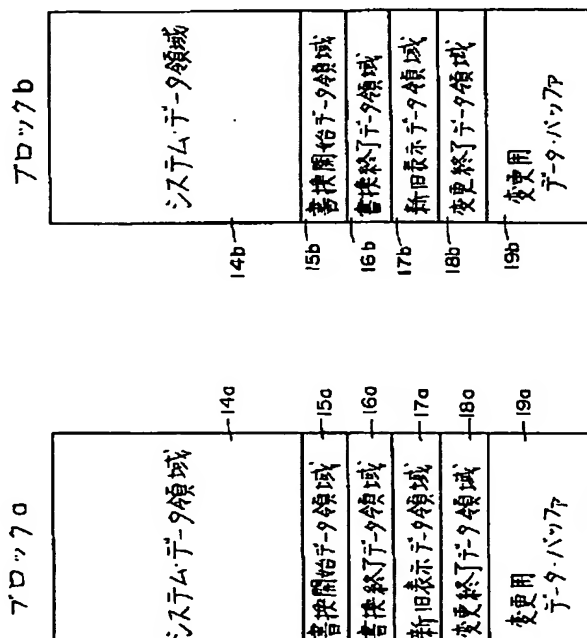 ブロックa
システム・データ領域
14a
書換開始データ領域
15a
書換終了データ領域
16a
新旧表示データ領域
17a
変更終了データ領域
18a
変更用
データ・バッファ
19a
ブロックb
システム・データ領域
14b
書換開始データ領域
15b
書換終了データ領域
16b
新旧表示データ領域
17b
変更終了データ領域
18b
変更用
データ・バッファ
19b